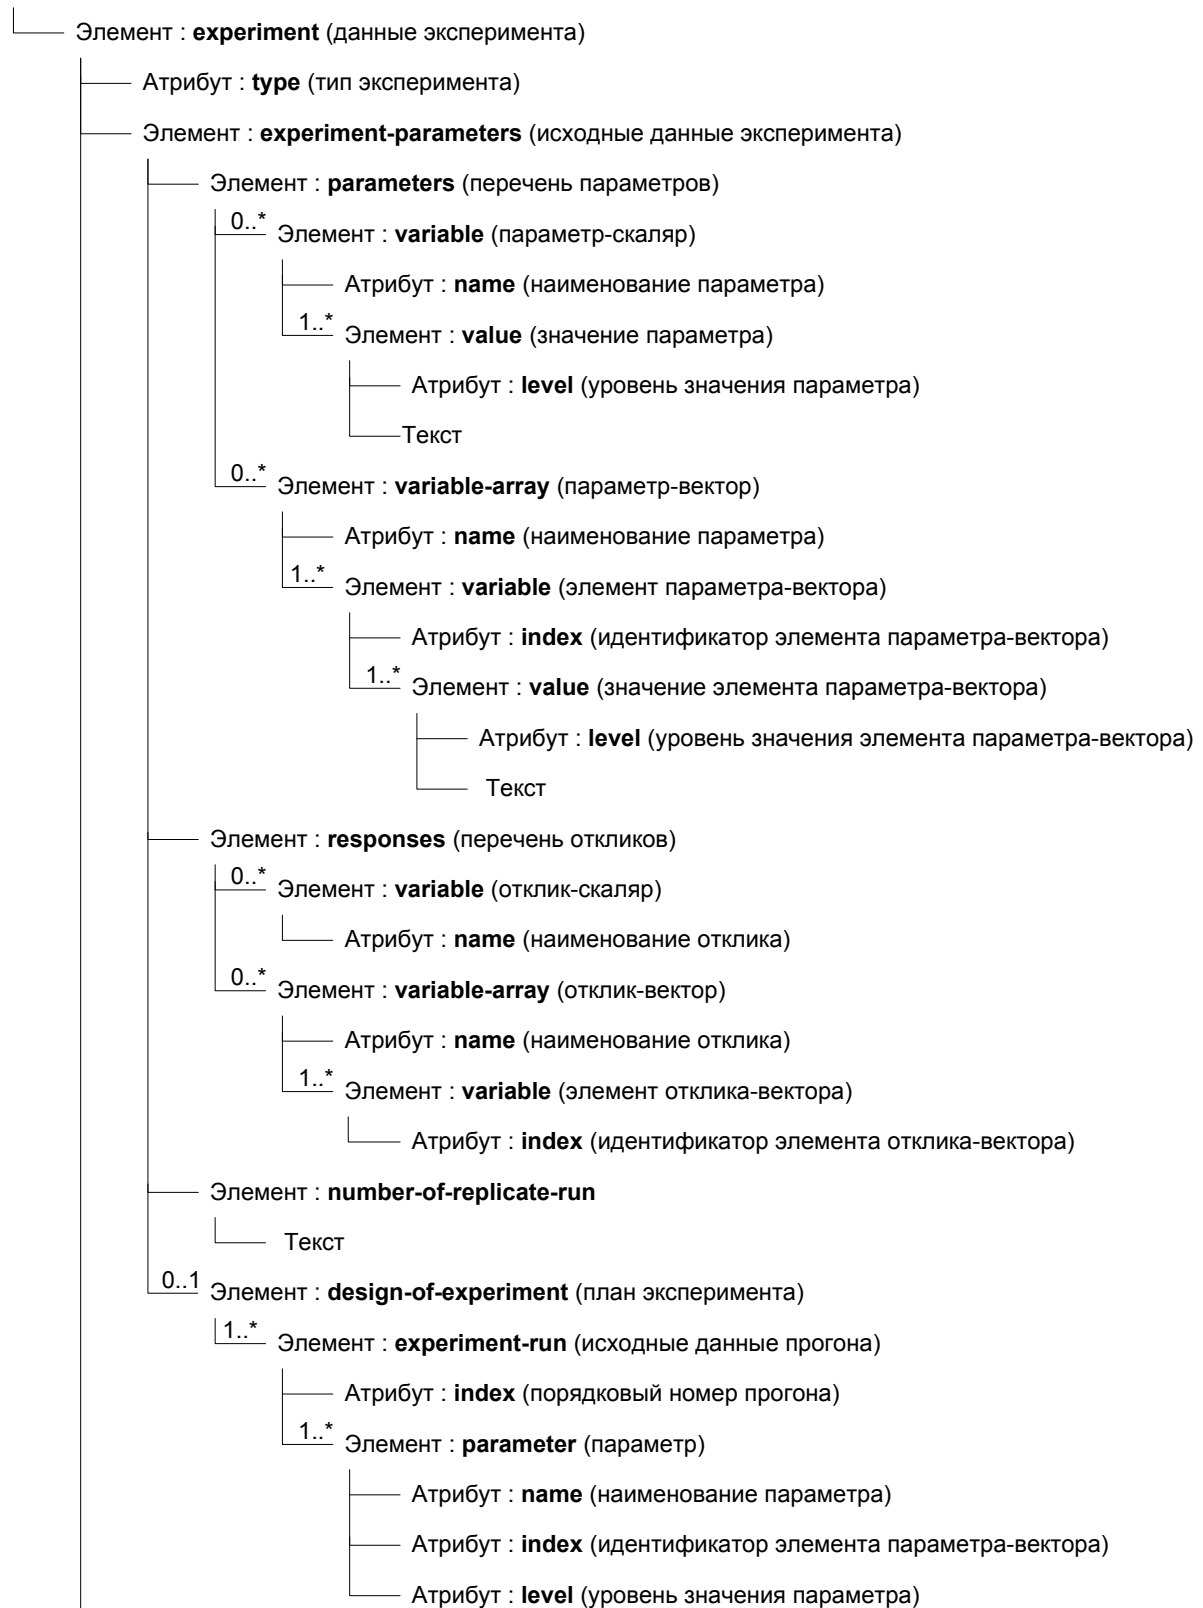 Элемент : experiment (данные эксперимента)
Атрибут : type (тип эксперимента)
Элемент : experiment-parameters (исходные данные эксперимента)
Элемент : parameters (перечень параметров)
0..* Элемент : variable (параметр-скаляр)
Атрибут : name (наименование параметра)
1..* Элемент : value (значение параметра)
Атрибут : level (уровень значения параметра)
Текст
0..* Элемент : variable-array (параметр-вектор)
Атрибут : name (наименование параметра)
1..* Элемент : variable (элемент параметра-вектора)
Атрибут : index (идентификатор элемента параметра-вектора)
1..* Элемент : value (значение элемента параметра-вектора)
Атрибут : level (уровень значения элемента параметра-вектора)
Текст
Элемент : responses (перечень откликов)
0..* Элемент : variable (отклик-скаляр)
Атрибут : name (наименование отклика)
0..* Элемент : variable-array (отклик-вектор)
Атрибут : name (наименование отклика)
1..* Элемент : variable (элемент отклика-вектора)
Атрибут : index (идентификатор элемента отклика-вектора)
Элемент : number-of-replicate-run
Текст
0..1 Элемент : design-of-experiment (план эксперимента)
1..* Элемент : experiment-run (исходные данные прогона)
Атрибут : index (порядковый номер прогона)
1..* Элемент : parameter (параметр)
Атрибут : name (наименование параметра)
Атрибут : index (идентификатор элемента параметра-вектора)
Атрибут : level (уровень значения параметра)